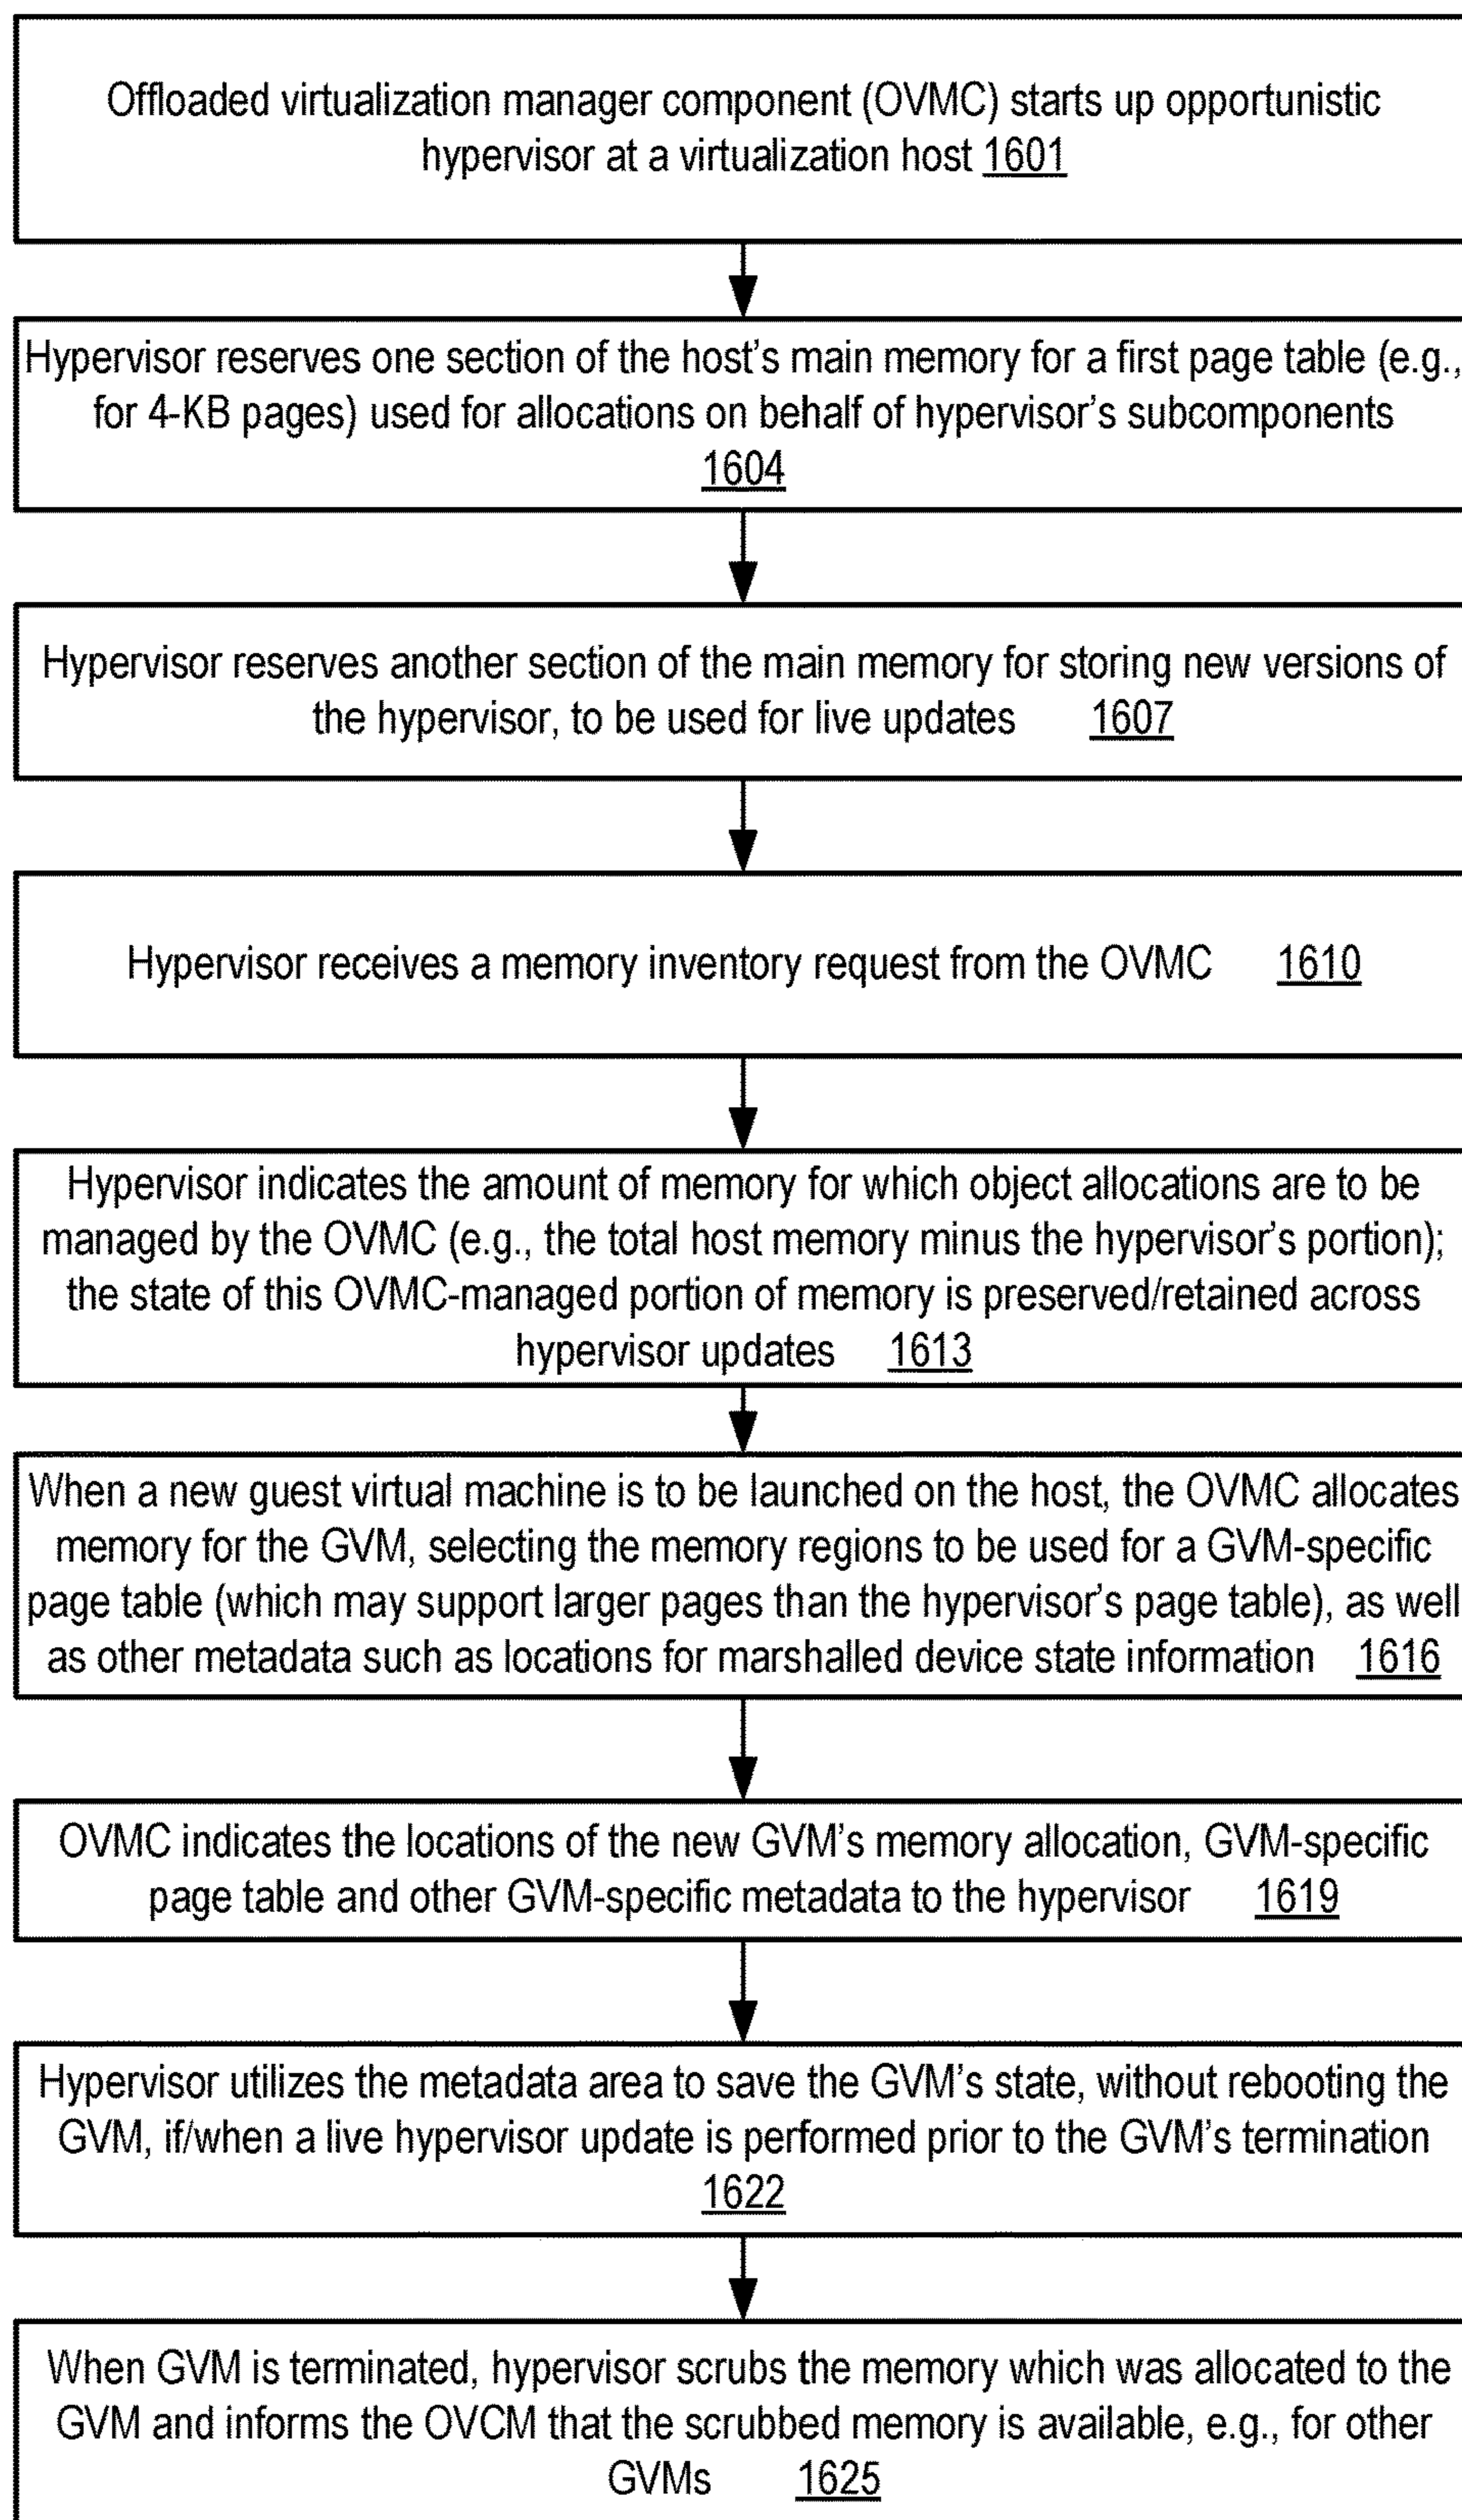 Offloaded virtualization manager component (OVMC) starts up opportunistic
hypervisor at a virtualization host 1601
Hypervisor reserves one section of the host's main memory for a first page table (e.g.,
for 4-KB pages) used for allocations on behalf of hypervisor's subcomponents
1604
Hypervisor reserves another section of the main memory for storing new versions of
the hypervisor, to be used for live updates 1607
Hypervisor receives a memory inventory request from the OVMC 1610
Hypervisor indicates the amount of memory for which object allocations are to be
managed by the OVMC (e.g., the total host memory minus the hypervisor's portion);
the state of this OVMC-managed portion of memory is preserved/retained across
hypervisor updates 1613
When a new guest virtual machine is to be launched on the host, the OVMC allocates
memory for the GVM, selecting the memory regions to be used for a GVM-specific
page table (which may support larger pages than the hypervisor's page table), as well
as other metadata such as locations for marshalled device state information 1616
OVMC indicates the locations of the new GVM's memory allocation, GVM-specific
page table and other GVM-specific metadata to the hypervisor 1619
Hypervisor utilizes the metadata area to save the GVM's state, without rebooting the
GVM, if/when a live hypervisor update is performed prior to the GVM's termination
1622
When GVM is terminated, hypervisor scrubs the memory which was allocated to the
GVM and informs the OVCM that the scrubbed memory is available, e.g., for other
GVMs 1625